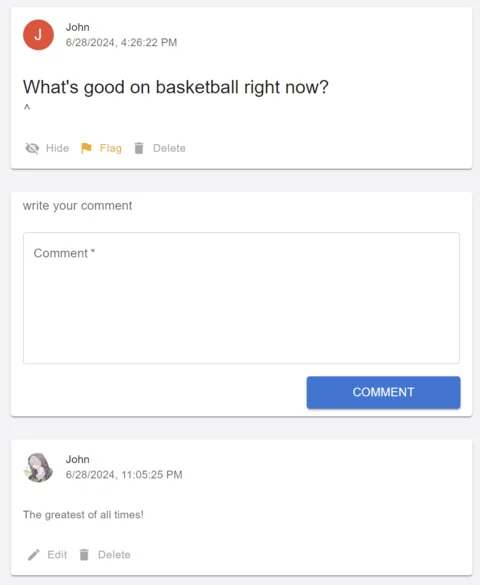 J
John
6/28/2024, 4:26:22 PM
What's good on basketball right now?
^
Hide Flag Delete
write your comment
Comment *
COMMENT
John
6/28/2024, 11:05:25 PM
The greatest of all times!
Edit Delete